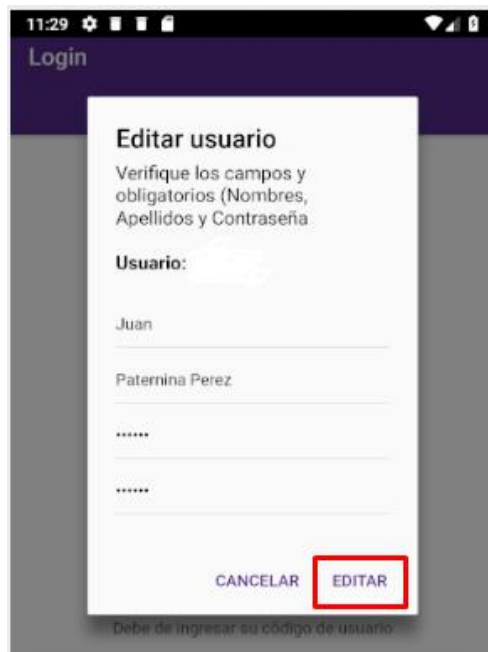 11:29
Login
Editar usuario
Verifique los campos y
obligatorios (Nombres,
Apellidos y Contraseña
Usuario:
Juan
Paternina Perez
••••••
••••••
CANCELAR EDITAR
Debe de ingresar su código de usuario